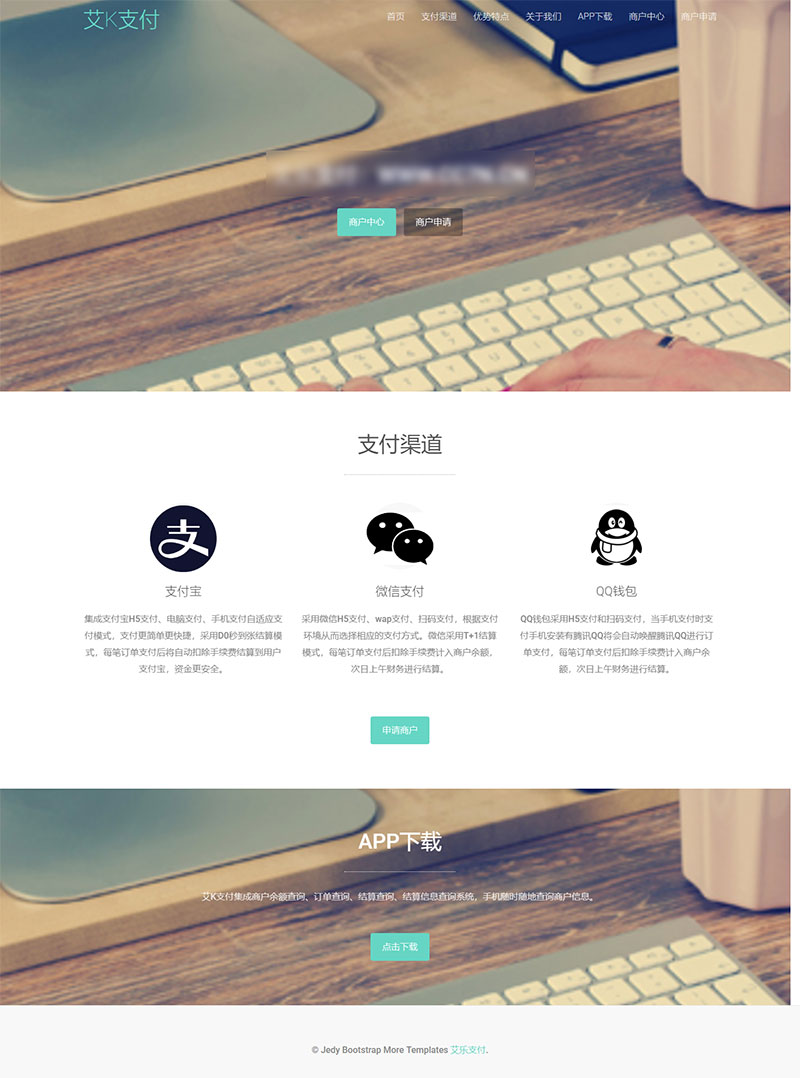 艾K支付
首页 支付渠道 优势特点 关于我们 APP下载 商户中心 商户申请
商户中心 商户申请
支付渠道
支付宝
集成支付宝H5支付、电脑支付、手机支付自适应支
付模式，支付更简单更快捷，采用D0秒到张结算模
式，每笔订单支付后将自动扣除手续费结算到用户
支付宝，资金更安全。
微信支付
采用微信H5支付、wap支付、扫码支付，根据支付
环境从而选择相应的支付方式。微信采用T+1结算
模式、每笔订单支付后扣除手续费计入商户余额，
次日上午财务进行结算。
QQ钱包
QQ钱包采用H5支付和扫码支付，当手机支付时支
付手机安装有腾讯QQ将会自动唤醒腾讯QQ进行订
单支付，每笔订单支付后扣除手续费计入商户余
额，次日上午财务进行结算。
申请商户
APP下载
艾K支付集成商户余额查询、订单查询、结算查询、结算信息查询系统，手机随时随地查询商户信息。
点击下载
© Jedy Bootstrap More Templates 艾乐支付.